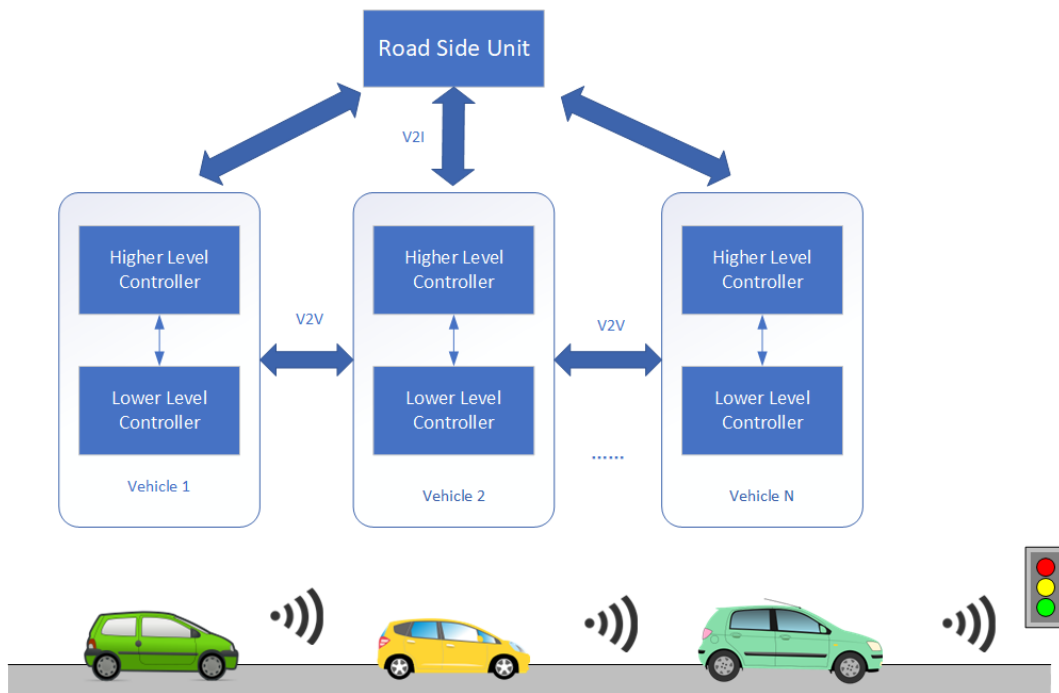 Road Side Unit
V2I
Higher Level
Controller
Higher Level
Controller
Higher Level
Controller
V2V
V2V
Lower Level
Controller
Lower Level
Controller
Lower Level
Controller
......
Vehicle 1
Vehicle 2
Vehicle N